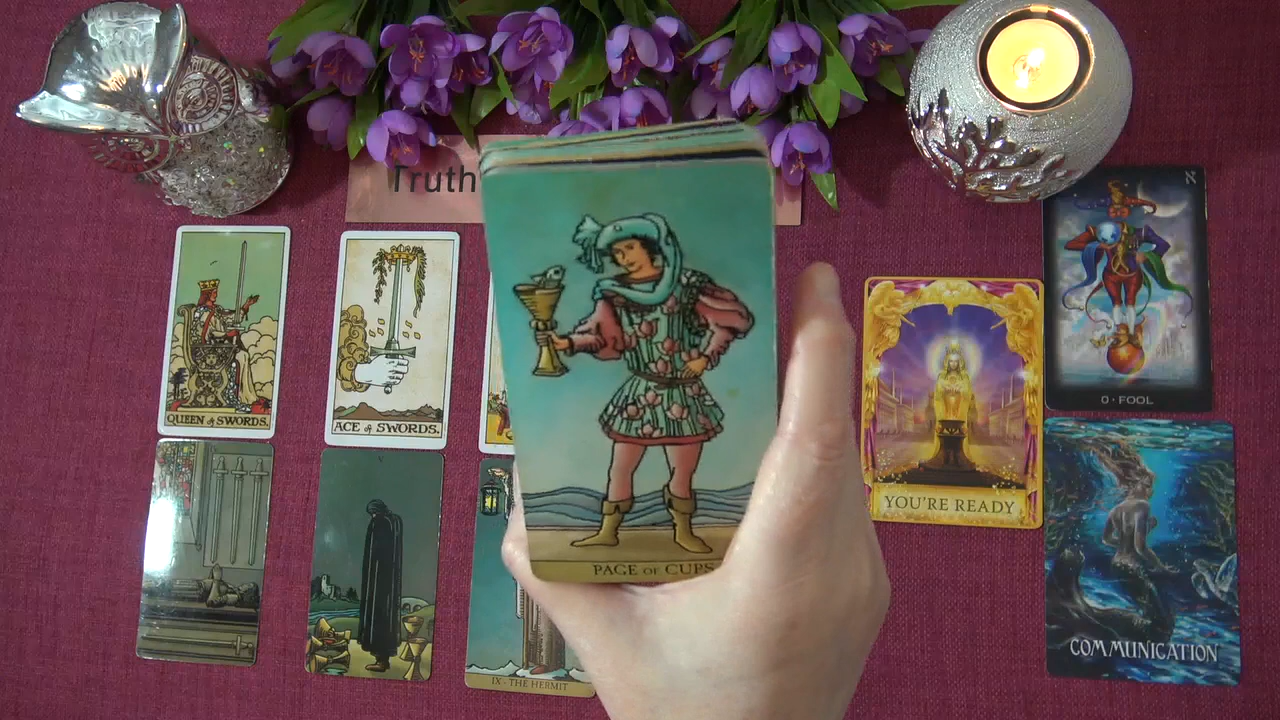 Truth
QUEEN of SWORDS.
ACE of SWORDS.
PAGE of CUPS
IX - THE HERMIT
YOU'RE READY
א
0 · FOOL
COMMUNICATION